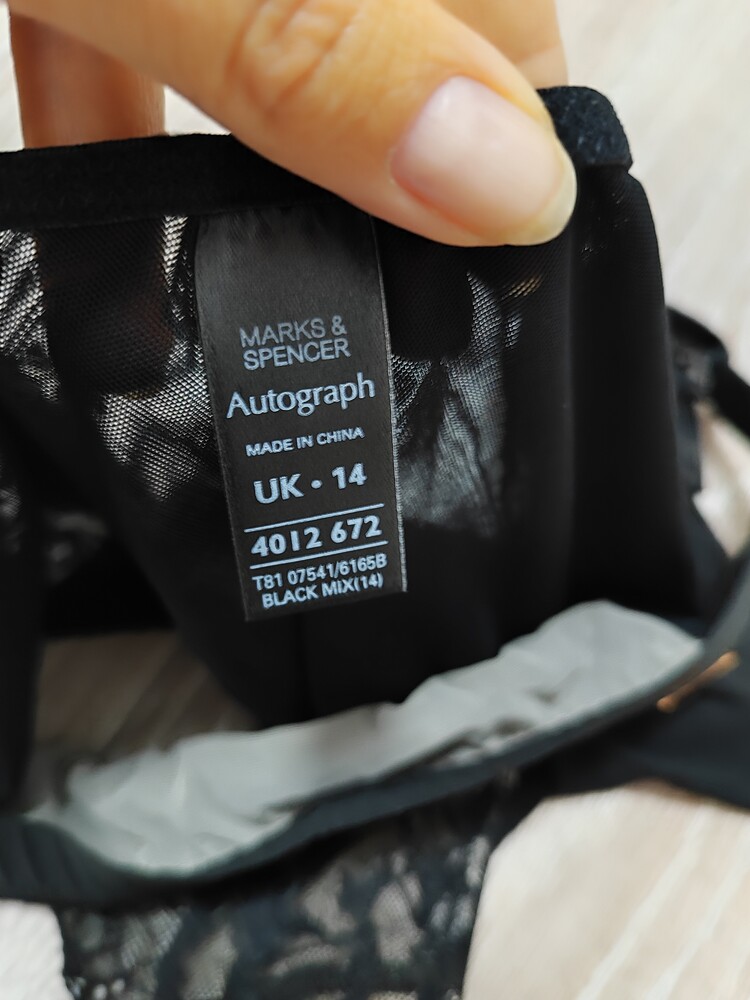 MARKS &
SPENCER
Autograph
MADE IN CHINA
UK • 14
4012 672
T81 07541/6165B
BLACK MIX(14)